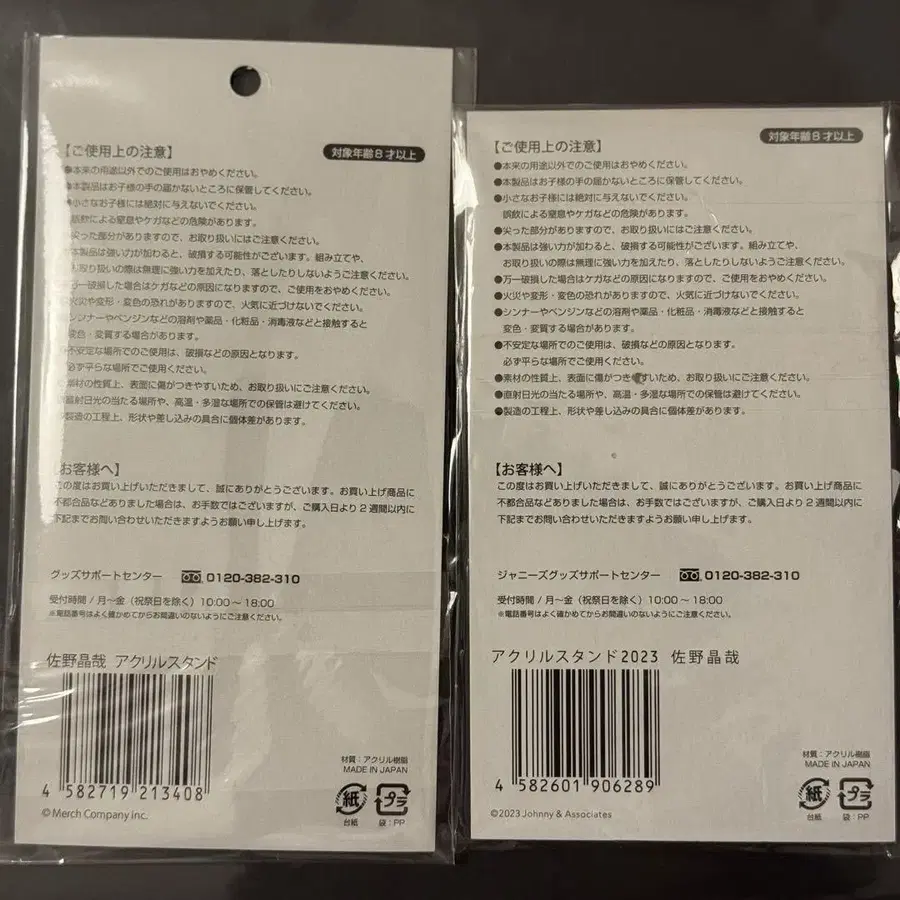 【ご使用上の注意】
対象年齢8才以上
●本来の用途以外でのご使用はおやめください。
●本製品はお子様の手の届かないところに保管してください。
●小さなお子様には絶対に与えないでください。
誤飲による窒息やケガなどの危険があります。
●尖った部分がありますので、お取り扱いにはご注意ください。
本製品は強い力が加わると、破損する可能性がございます。組み立てや、
お取り扱いの際は無理に強い力を加えたり、落としたりしないようご注意ください。
万一破損した場合はケガなどの原因になりますので、ご使用をおやめください。
火災や変形・変色の恐れがありますので、火気に近づけないでください。
シンナーやベンジンなどの溶剤や薬品・化粧品・消毒液などと接触すると
変色・変質する場合があります。
不安定な場所でのご使用は、破損などの原因となります。
必ず平らな場所でご使用ください。
素材の性質上、表面に傷がつきやすいため、お取り扱いにご注意ください。
直射日光の当たる場所や、高温・多湿な場所での保管は避けてください。
製造の工程上、形状や差し込みの具合に個体差があります。
【お客様へ】
この度はお買い上げいただきまして、誠にありがとうございます。お買い上げ商品に
不都合品などありました場合は、お手数ではございますが、ご購入日より2週間以内に
下記までお問い合わせいただきますようお願い申し上げます。
グッズサポートセンター 0120-382-310
受付時間/月〜金（祝祭日を除く）10:00〜18:00
※電話番号はよく確かめてからお間違いのないようにご注意ください。
佐野晶哉 アクリルスタンド
4 582719 213408
材質：アクリル樹脂
MADE IN JAPAN
紙 プラ
台紙 袋：PP
©Merch Company inc.
【ご使用上の注意】
対象年齢8才以上
●本来の用途以外でのご使用はおやめください。
●本製品はお子様の手の届かないところに保管してください。
●小さなお子様には絶対に与えないでください。
誤飲による窒息やケガなどの危険があります。
●尖った部分がありますので、お取り扱いにはご注意ください。
●本製品は強い力が加わると、破損する可能性がございます。組み立てや、
お取り扱いの際は無理に強い力を加えたり、落としたりしないようご注意ください。
●万一破損した場合はケガなどの原因になりますので、ご使用をおやめください。
●火災や変形・変色の恐れがありますので、火気に近づけないでください。
●シンナーやベンジンなどの溶剤や薬品・化粧品・消毒液などと接触すると
変色・変質する場合があります。
●不安定な場所でのご使用は、破損などの原因となります。
必ず平らな場所でご使用ください。
●素材の性質上、表面に傷がつきやすいため、お取り扱いにご注意ください。
●直射日光の当たる場所や、高温・多湿な場所での保管は避けてください。
●製造の工程上、形状や差し込みの具合に個体差があります。
【お客様へ】
この度はお買い上げいただきまして、誠にありがとうございます。お買い上げ商品に
不都合品などありました場合は、お手数ではございますが、ご購入日より2週間以内に
下記までお問い合わせいただきますようお願い申し上げます。
ジャニーズグッズサポートセンター 0120-382-310
受付時間/月〜金（祝祭日を除く）10:00〜18:00
※電話番号はよく確かめてからお間違いのないようにご注意ください。
アクリルスタンド2023 佐野晶哉
4 582601 906289
材質：アクリル樹脂
MADE IN JAPAN
紙 プラ
台紙 袋：PP
©2023 Johnny & Associates